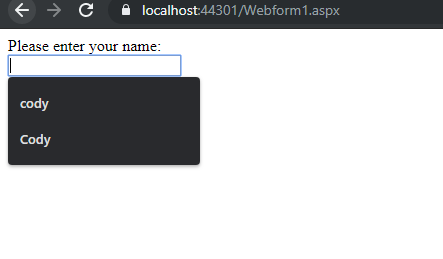 localhost:44301/Webform1.aspx
Please enter your name:
cody
Cody